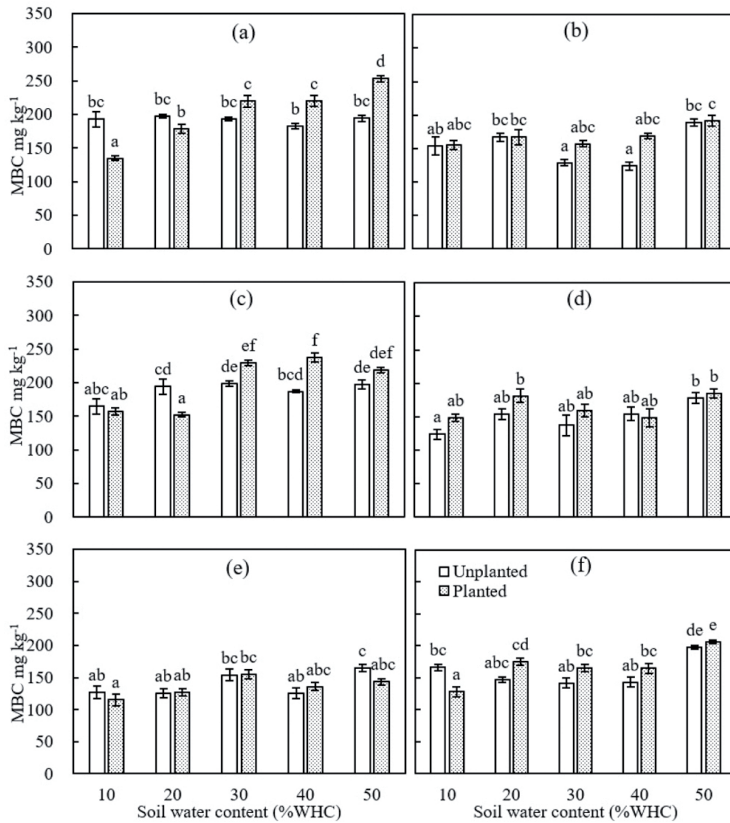 (a)
(b)
MBC mg kg-1
350
300
250
200
150
100
50
0
bc a bc b bc c b c bc d
ab abc bc bc a abc a abc bc c
(c)
(d)
MBC mg kg-1
350
300
250
200
150
100
50
0
abc ab cd a de ef bcd f de def
a ab ab b ab ab ab ab b b
(e)
(f)
Unplanted
Planted
MBC mg kg-1
350
300
250
200
150
100
50
0
ab a ab ab bc bc ab abc c abc
bc a abc cd ab bc ab bc de e
10 20 30 40 50
10 20 30 40 50
Soil water content (%WHC)
Soil water content (%WHC)